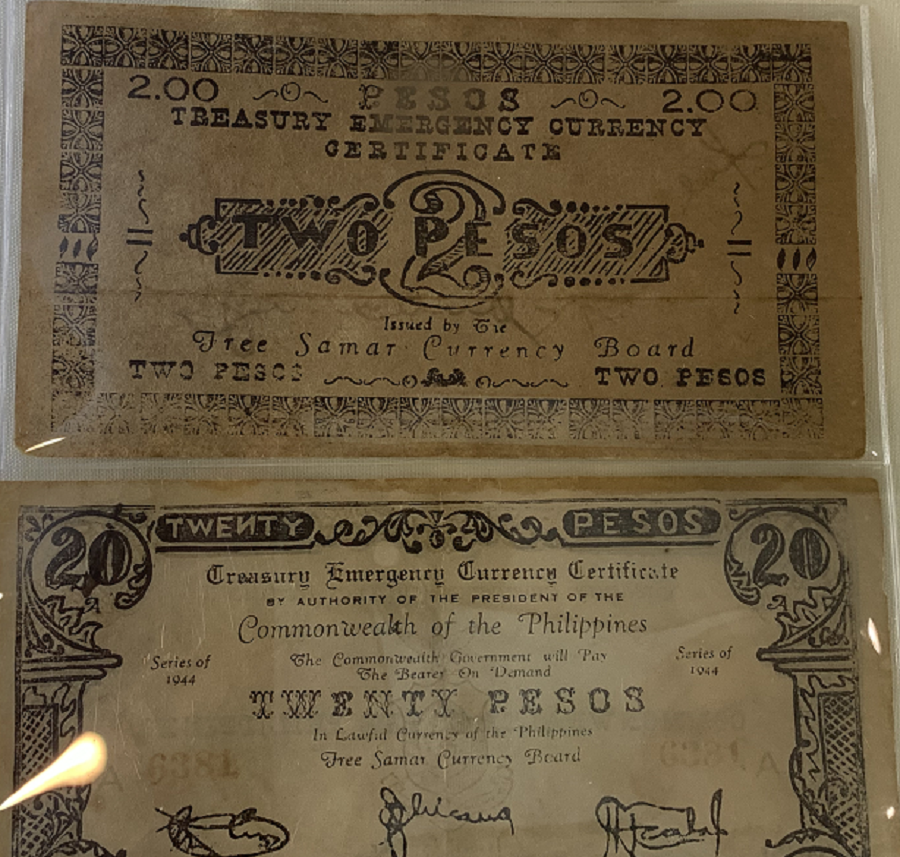 2.00 PESOS 2.00
TREASURY EMERGENCY CURRENCY
CERTIFICATE
2
TWO PESOS
Issued by The
Free Samar Currency Board
TWO PESOS TWO PESOS
20 TWENTY PESOS 20
Treasury Emergency Currency Certificate
BY AUTHORITY OF THE PRESIDENT OF THE
Commonwealth of the Philippines
Series of The Commonwealth Government will Pay Series of
1944 The Bearer On Demand 1944
TWENTY PESOS
In Lawful Currency of the Philippines
Free Samar Currency Board
A 6381 6381 A